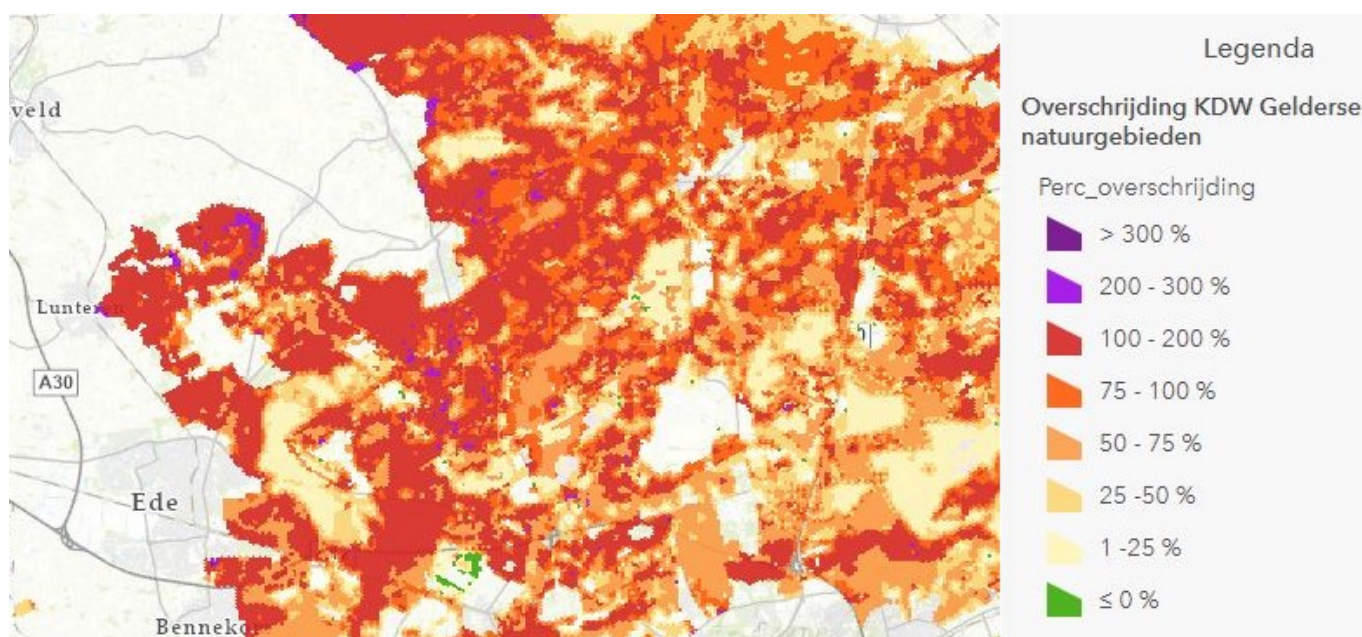 veld
Lunteren
A30
Ede
Bennekom
Legenda
Overschrijding KDW Gelderse
natuurgebieden
Perc_overschrijding
> 300 %
200 - 300 %
100 - 200 %
75 - 100 %
50 - 75 %
25 -50 %
1 -25 %
≤ 0 %